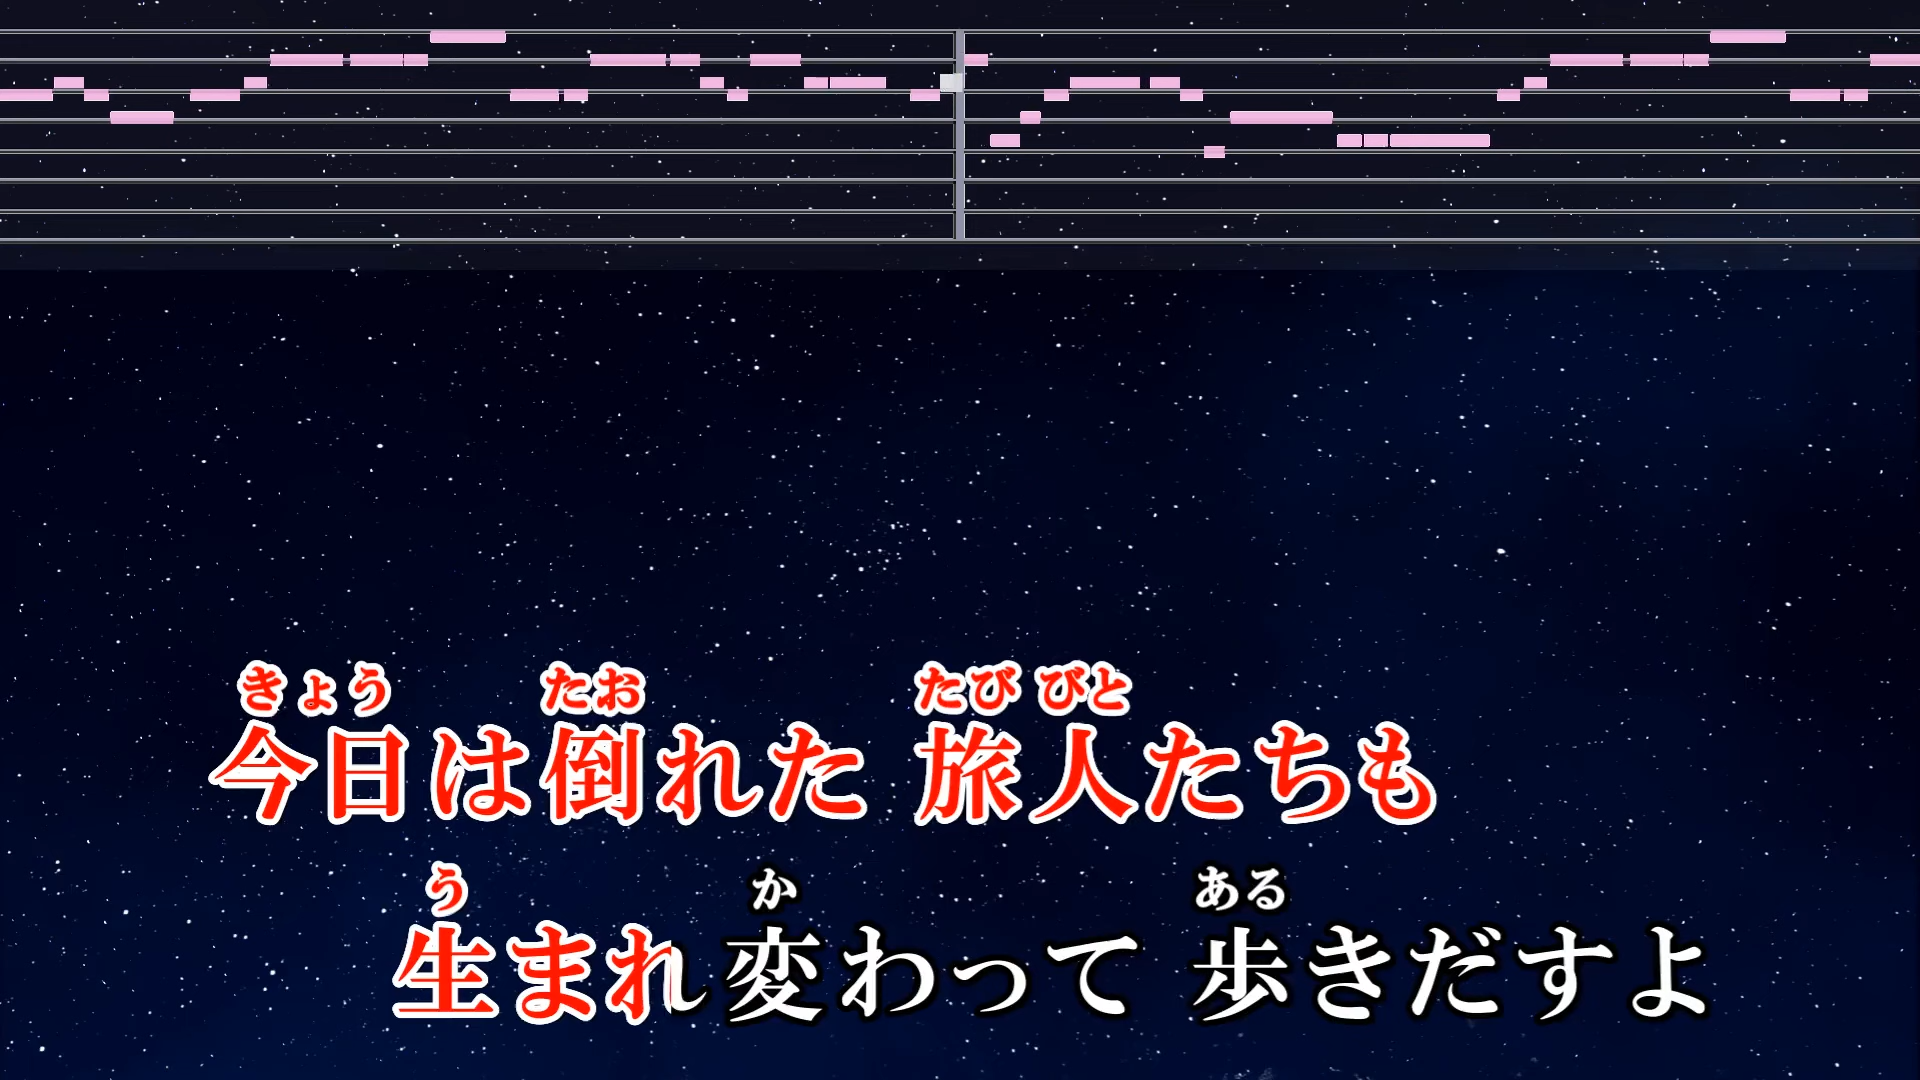 きょう たお たび びと
今日は倒れた 旅人たちも
う か ある
生まれ変わって 歩きだすよ